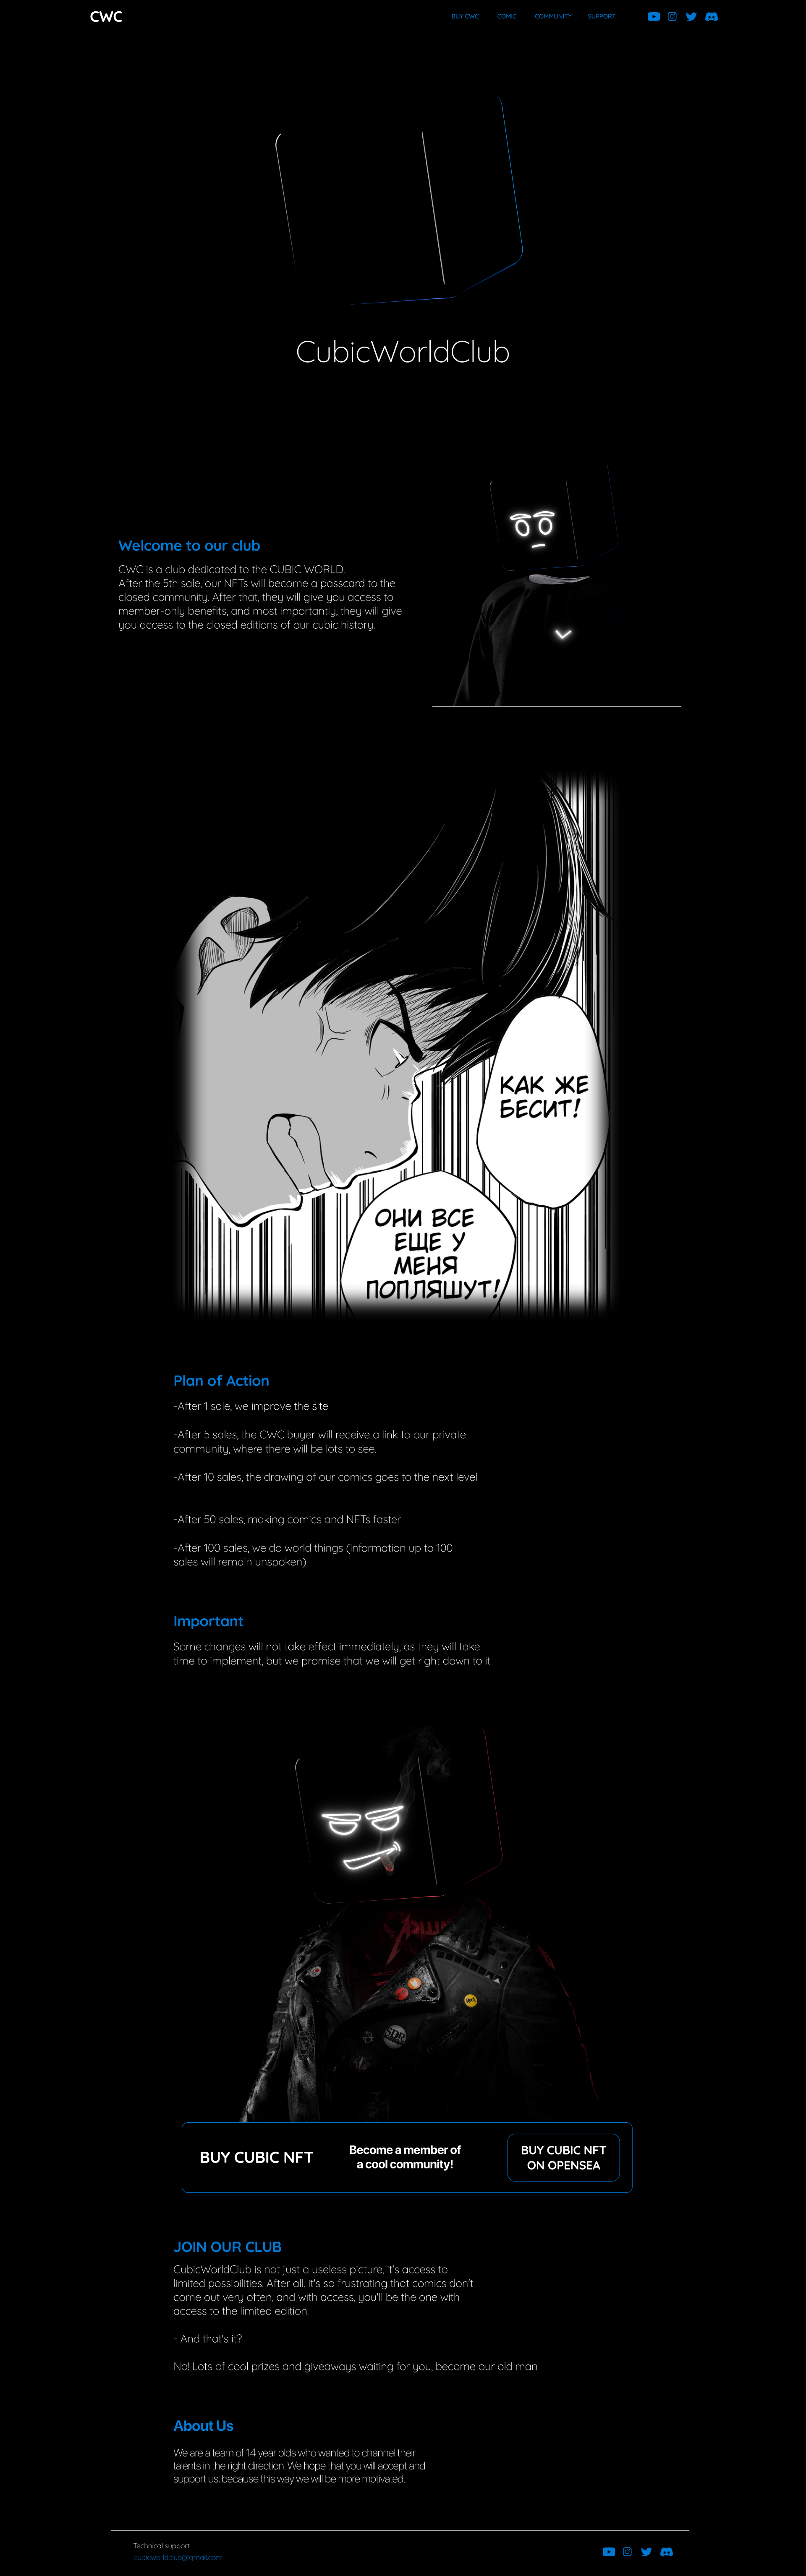 CWC
BUY CWC
COMIC
COMMUNITY
SUPPORT
CubicWorldClub
Welcome to our club
CWC is a club dedicated to the CUBIC WORLD.
After the 5th sale, our NFTs will become a passcard to the
closed community. After that, they will give you access to
member-only benefits, and most importantly, they will give
you access to the closed editions of our cubic history.
КАК ЖЕ
БЕСИТ!
ОНИ ВСЕ
ЕЩЕ У
МЕНЯ
ПОПЛЯШУТ!
Plan of Action
-After 1 sale, we improve the site
-After 5 sales, the CWC buyer will receive a link to our private
community, where there will be lots to see.
-After 10 sales, the drawing of our comics goes to the next level
-After 50 sales, making comics and NFTs faster
-After 100 sales, we do world things (information up to 100
sales will remain unspoken)
Important
Some changes will not take effect immediately, as they will take
time to implement, but we promise that we will get right down to it
BUY CUBIC NFT
Become a member of
a cool community!
BUY CUBIC NFT
ON OPENSEA
JOIN OUR CLUB
CubicWorldClub is not just a useless picture, it's access to
limited possibilities. After all, it's so frustrating that comics don't
come out very often, and with access, you'll be the one with
access to the limited edition.
- And that's it?
No! Lots of cool prizes and giveaways waiting for you, become our old man
About Us
We are a team of 14 year olds who wanted to channel their
talents in the right direction. We hope that you will accept and
support us, because this way we will be more motivated.
Technical support
cubicworldclub@gmail.com